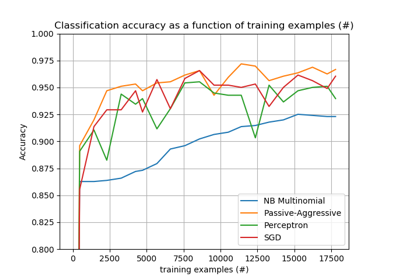 Classification accuracy as a function of training examples (#)
1.000
0.975
0.950
0.925
0.900
0.875
0.850
0.825
0.800
Accuracy
NB Multinomial
Passive-Aggressive
Perceptron
SGD
0 2500 5000 7500 10000 12500 15000 17500
training examples (#)